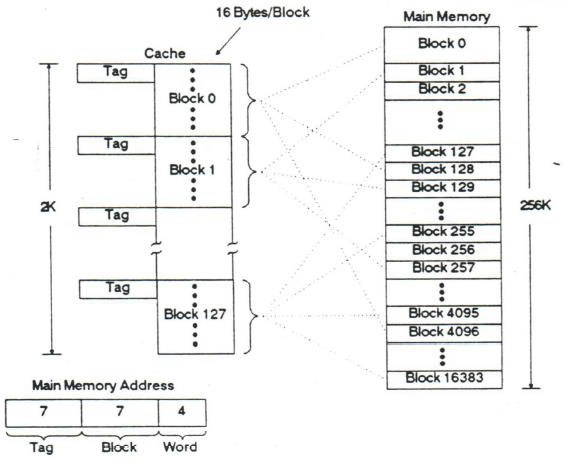 16 Bytes/Block
Main Memory
Cache
Tag
Block 0
Tag
Block 1
Tag
Tag
Block 127
2K
Block 0
Block 1
Block 2
Block 127
Block 128
Block 129
Block 255
Block 256
Block 257
Block 4095
Block 4096
Block 16383
256K
Main Memory Address
7 7 4
Tag Block Word